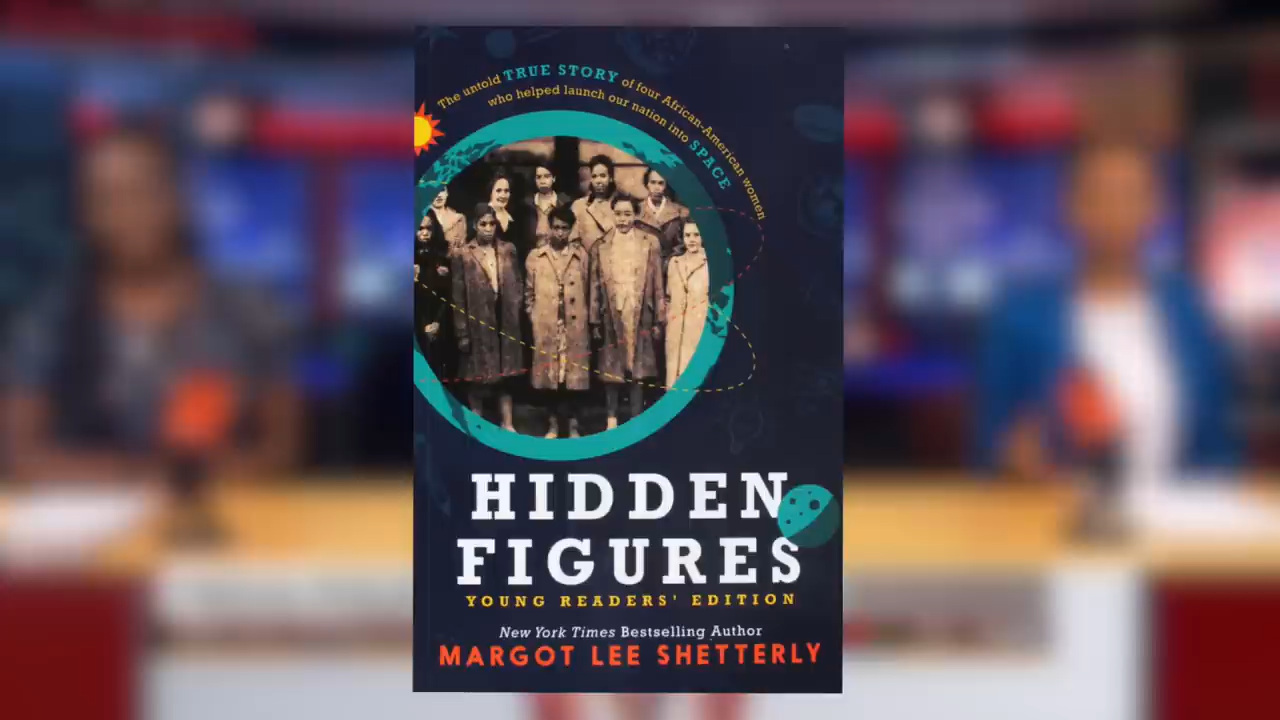 The untold TRUE STORY of four African-American women
who helped launch our nation into SPACE
HIDDEN
FIGURES
YOUNG READERS' EDITION
New York Times Bestselling Author
MARGOT LEE SHETTERLY